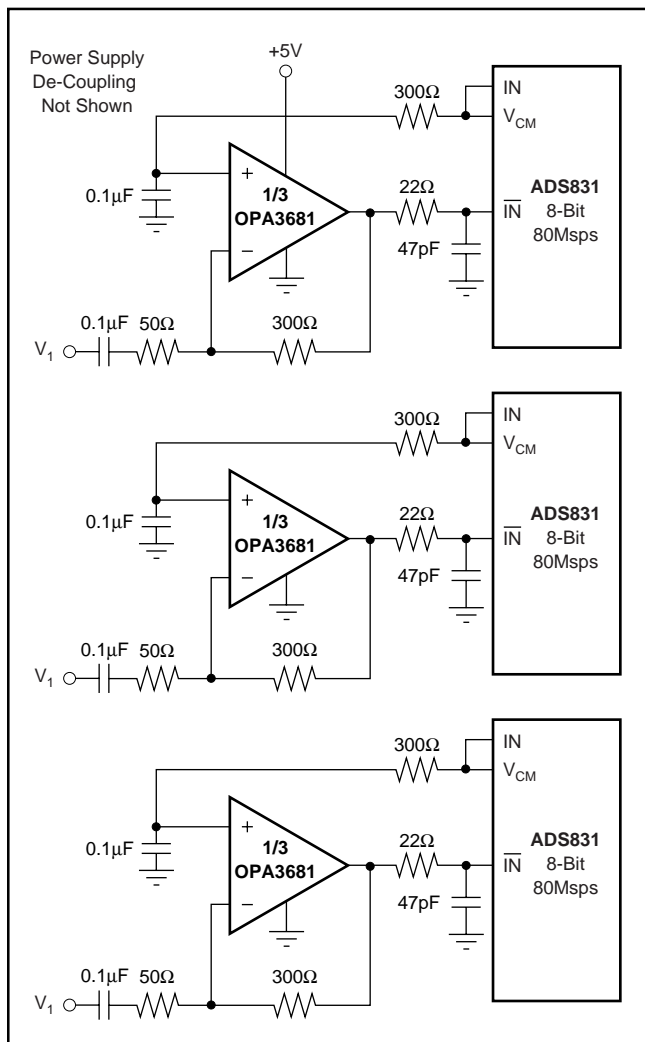 Power Supply
De-Coupling
Not Shown
+5V
300Ω
IN
V_CM
0.1µF
+
1/3
OPA3681
−
22Ω
47pF
I̅N̅
ADS831
8-Bit
80Msps
0.1µF
50Ω
300Ω
V_1
300Ω
IN
V_CM
0.1µF
+
1/3
OPA3681
−
22Ω
47pF
I̅N̅
ADS831
8-Bit
80Msps
0.1µF
50Ω
300Ω
V_1
300Ω
IN
V_CM
0.1µF
+
1/3
OPA3681
−
22Ω
47pF
I̅N̅
ADS831
8-Bit
80Msps
0.1µF
50Ω
300Ω
V_1